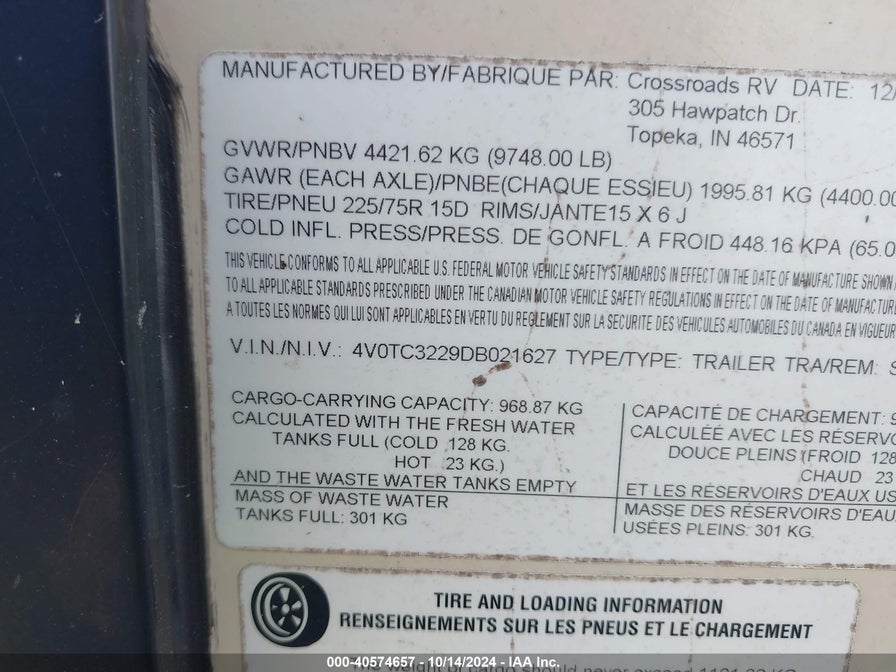 MANUFACTURED BY/FABRIQUE PAR: Crossroads RV DATE: 12/
305 Hawpatch Dr.
Topeka, IN 46571
GVWR/PNBV 4421.62 KG (9748.00 LB)
GAWR (EACH AXLE)/PNBE(CHAQUE ESSIEU) 1995.81 KG (4400.00
TIRE/PNEU 225/75R 15D RIMS/JANTE15 X 6 J
COLD INFL. PRESS/PRESS. DE GONFL. A FROID 448.16 KPA (65.0
THIS VEHICLE CONFORMS TO ALL APPLICABLE U.S. FEDERAL MOTOR VEHICLE SAFETY STANDARDS IN EFFECT ON THE DATE OF MANUFACTURE SHOWN
TO ALL APPLICABLE STANDARDS PRESCRIBED UNDER THE CANADIAN MOTOR VEHICLE SAFETY REGULATIONS IN EFFECT ON THE DATE OF MANUFACTURE
A TOUTES LES NORMES QUI LUI SONT APPLICABLES EN VERTU DU REGLEMENT SUR LA SECURITE DES VEHICULES AUTOMOBILES DU CANADA EN VIGUEUR
V.I.N./N.I.V.: 4V0TC3229DB021627 TYPE/TYPE: TRAILER TRA/REM: S
CARGO-CARRYING CAPACITY: 968.87 KG
CALCULATED WITH THE FRESH WATER
TANKS FULL (COLD 128 KG.
HOT 23 KG.)
AND THE WASTE WATER TANKS EMPTY
MASS OF WASTE WATER
TANKS FULL: 301 KG
CAPACITÉ DE CHARGEMENT: 9
CALCULÉE AVEC LES RÉSERVO
DOUCE PLEINS (FROID 128
CHAUD 23
ET LES RÉSERVOIRS D'EAUX US
MASSE DES RÉSERVOIRS D'EAU
USÉES PLEINS: 301 KG.
TIRE AND LOADING INFORMATION
RENSEIGNEMENTS SUR LES PNEUS ET LE CHARGEMENT
000-40574657 - 10/14/2024 - IAA Inc.